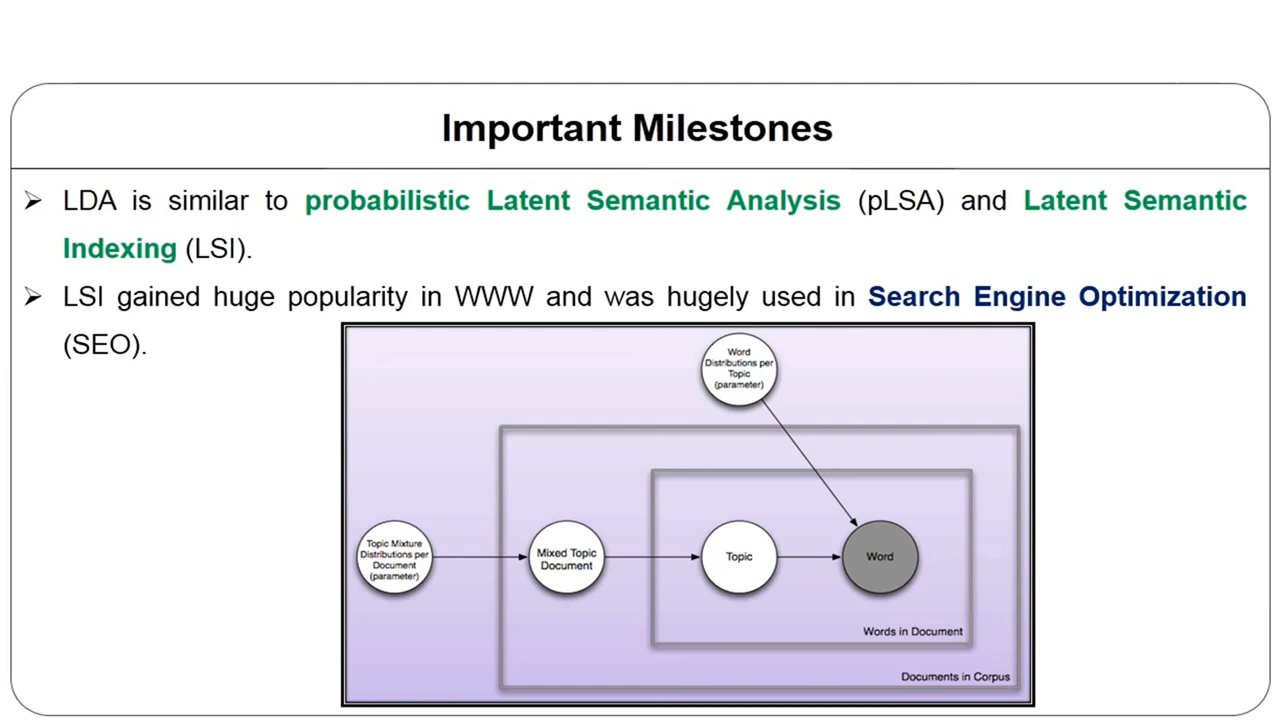 Important Milestones
➢ LDA is similar to probabilistic Latent Semantic Analysis (pLSA) and Latent Semantic
Indexing (LSI).
➢ LSI gained huge popularity in WWW and was hugely used in Search Engine Optimization
(SEO).
Word
Distributions per
Topic
(parameter)
Topic Mixture
Distributions per
Document
(parameter)
Mixed Topic
Document
Topic
Word
Words in Document
Documents in Corpus